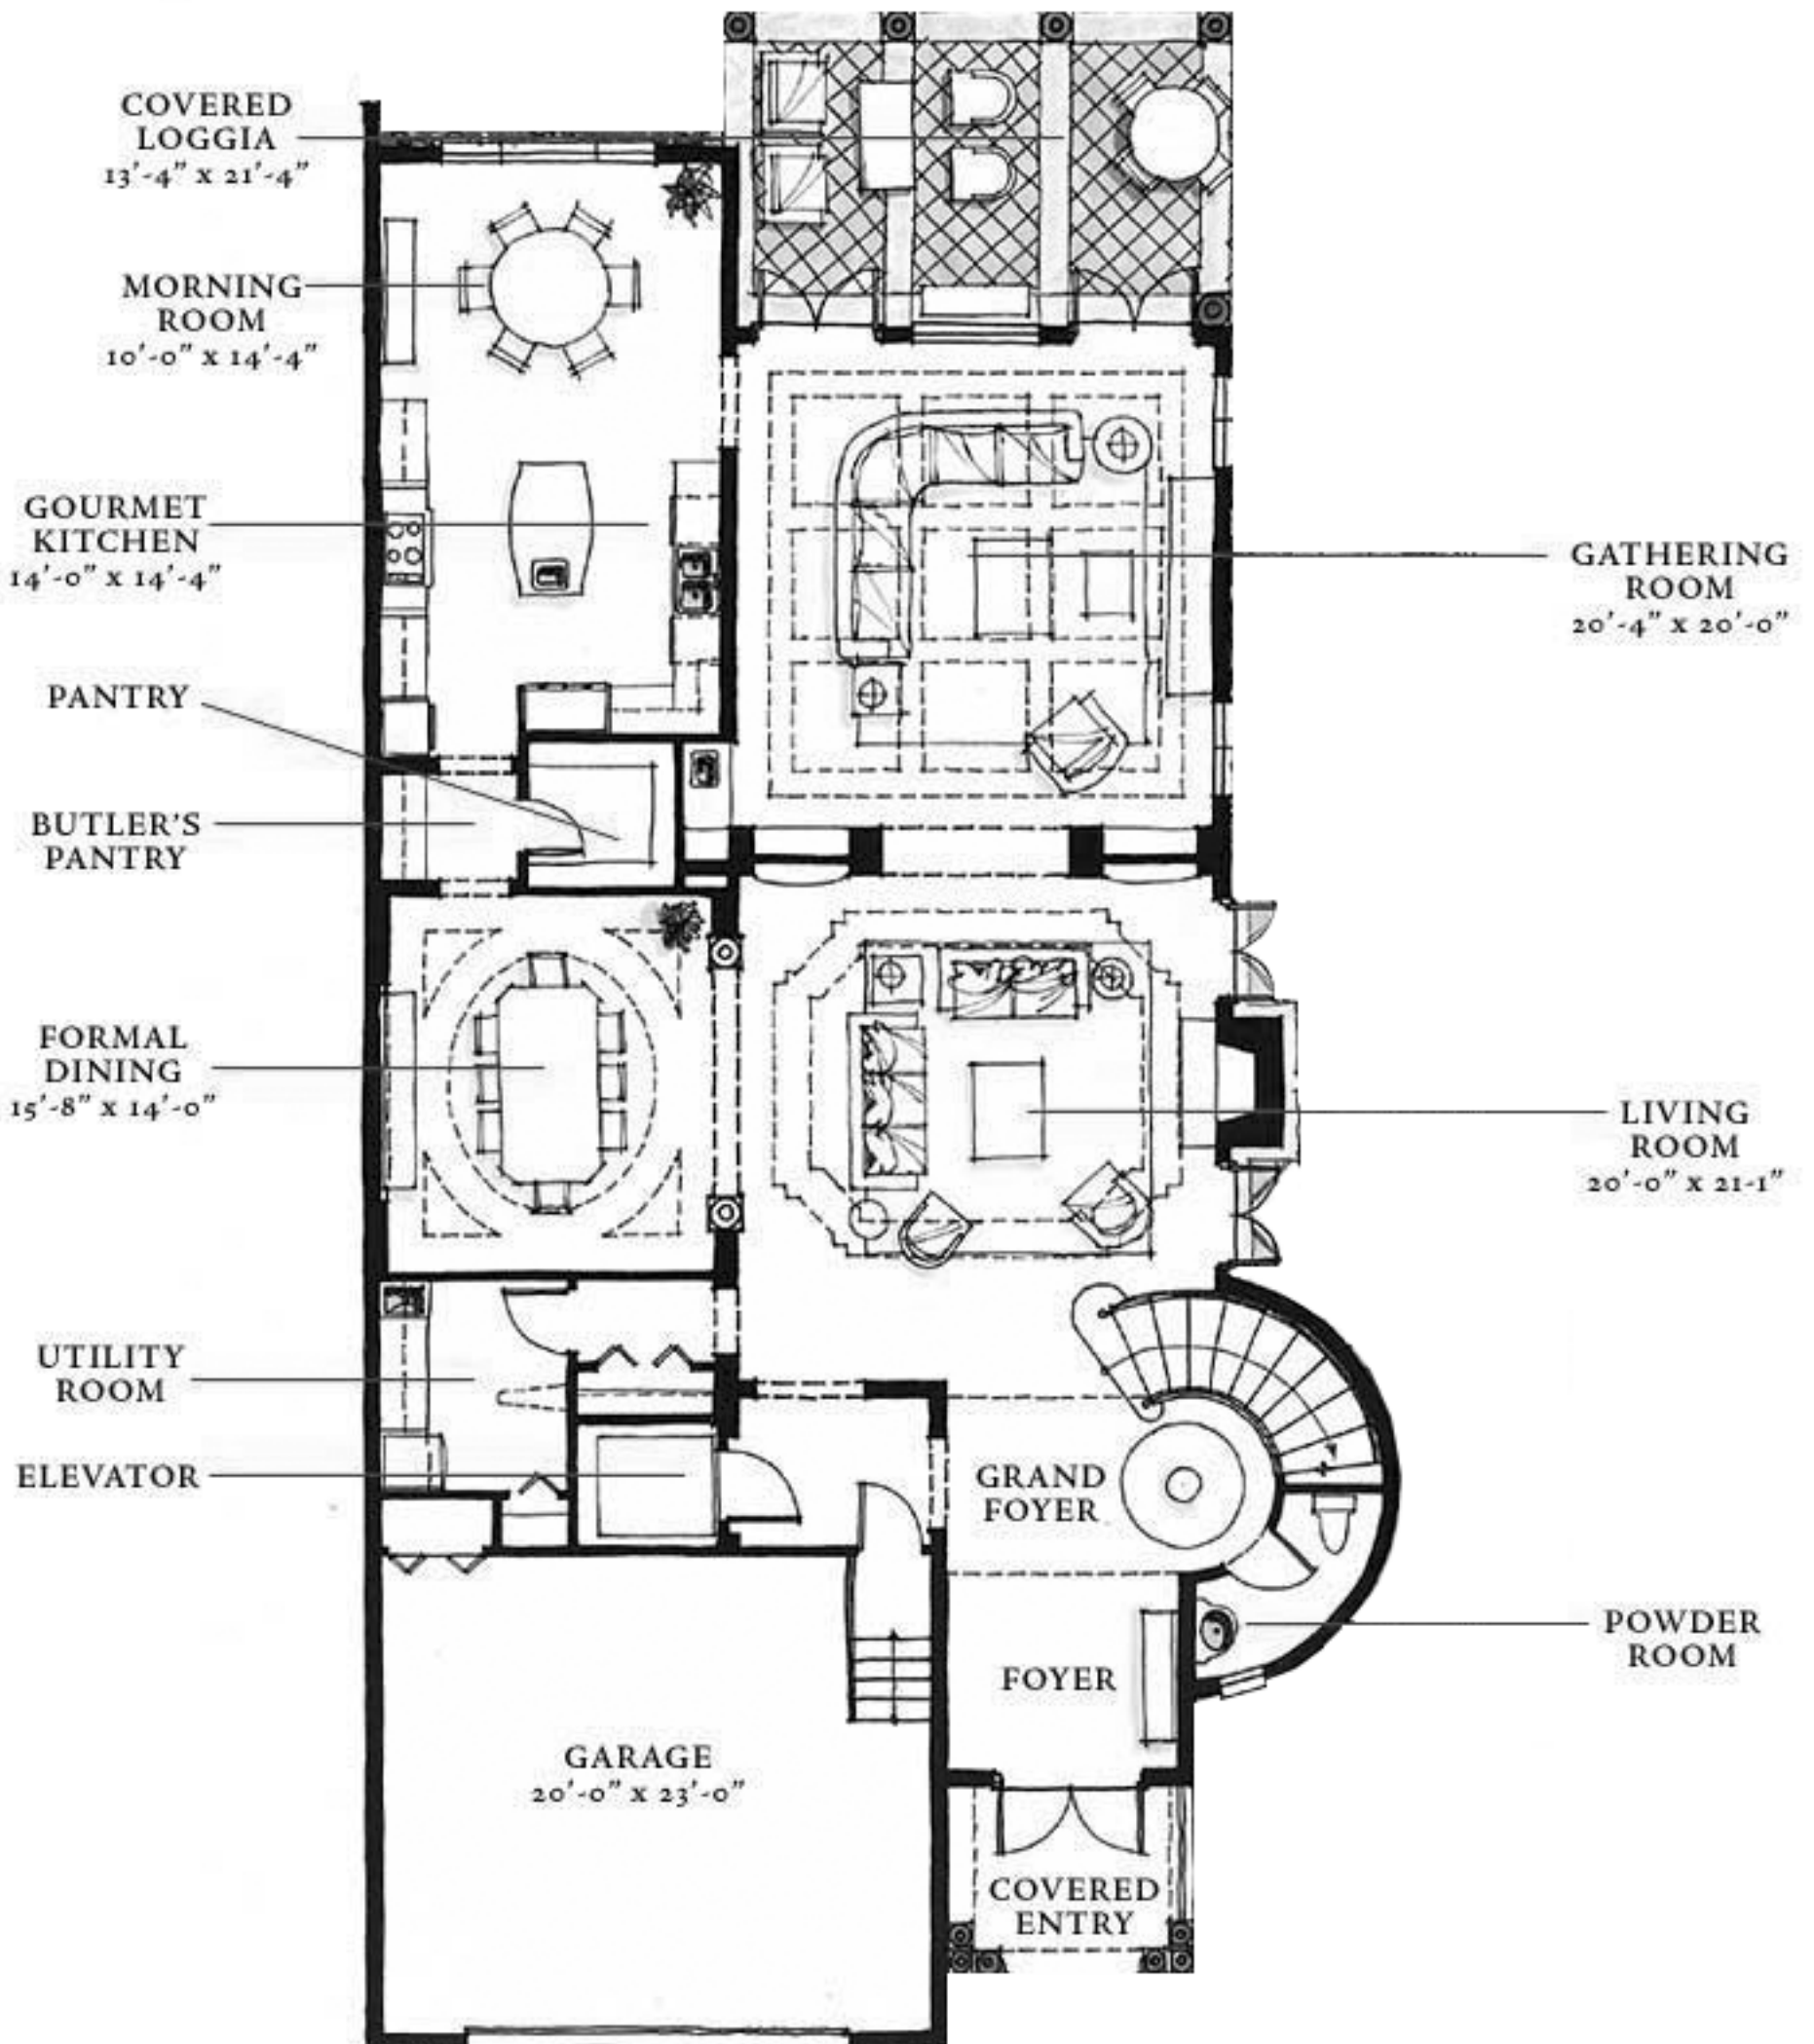 COVERED
LOGGIA
13'-4" x 21'-4"
MORNING
ROOM
10'-0" x 14'-4"
GOURMET
KITCHEN
14'-0" x 14'-4"
GATHERING
ROOM
20'-4" x 20'-0"
PANTRY
BUTLER'S
PANTRY
FORMAL
DINING
15'-8" x 14'-0"
LIVING
ROOM
20'-0" x 21-1"
UTILITY
ROOM
ELEVATOR
GRAND
FOYER
POWDER
ROOM
FOYER
GARAGE
20'-0" x 23'-0"
COVERED
ENTRY